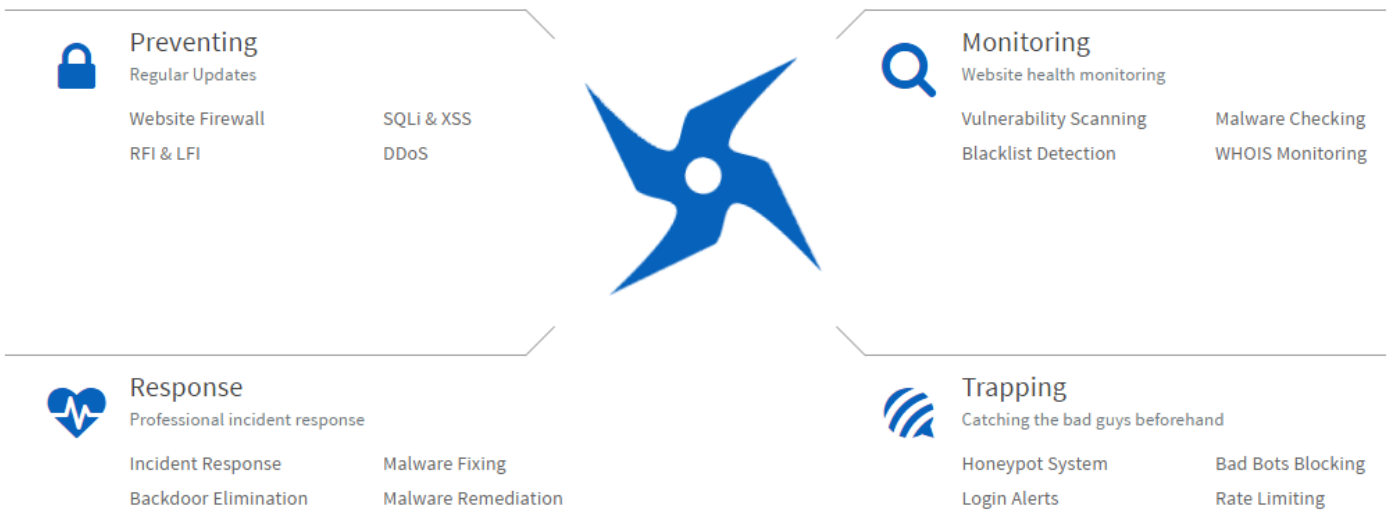 Preventing
Regular Updates
Website Firewall
SQLi & XSS
RFI & LFI
DDoS
Monitoring
Website health monitoring
Vulnerability Scanning
Malware Checking
Blacklist Detection
WHOIS Monitoring
Response
Professional incident response
Incident Response
Malware Fixing
Backdoor Elimination
Malware Remediation
Trapping
Catching the bad guys beforehand
Honeypot System
Bad Bots Blocking
Login Alerts
Rate Limiting